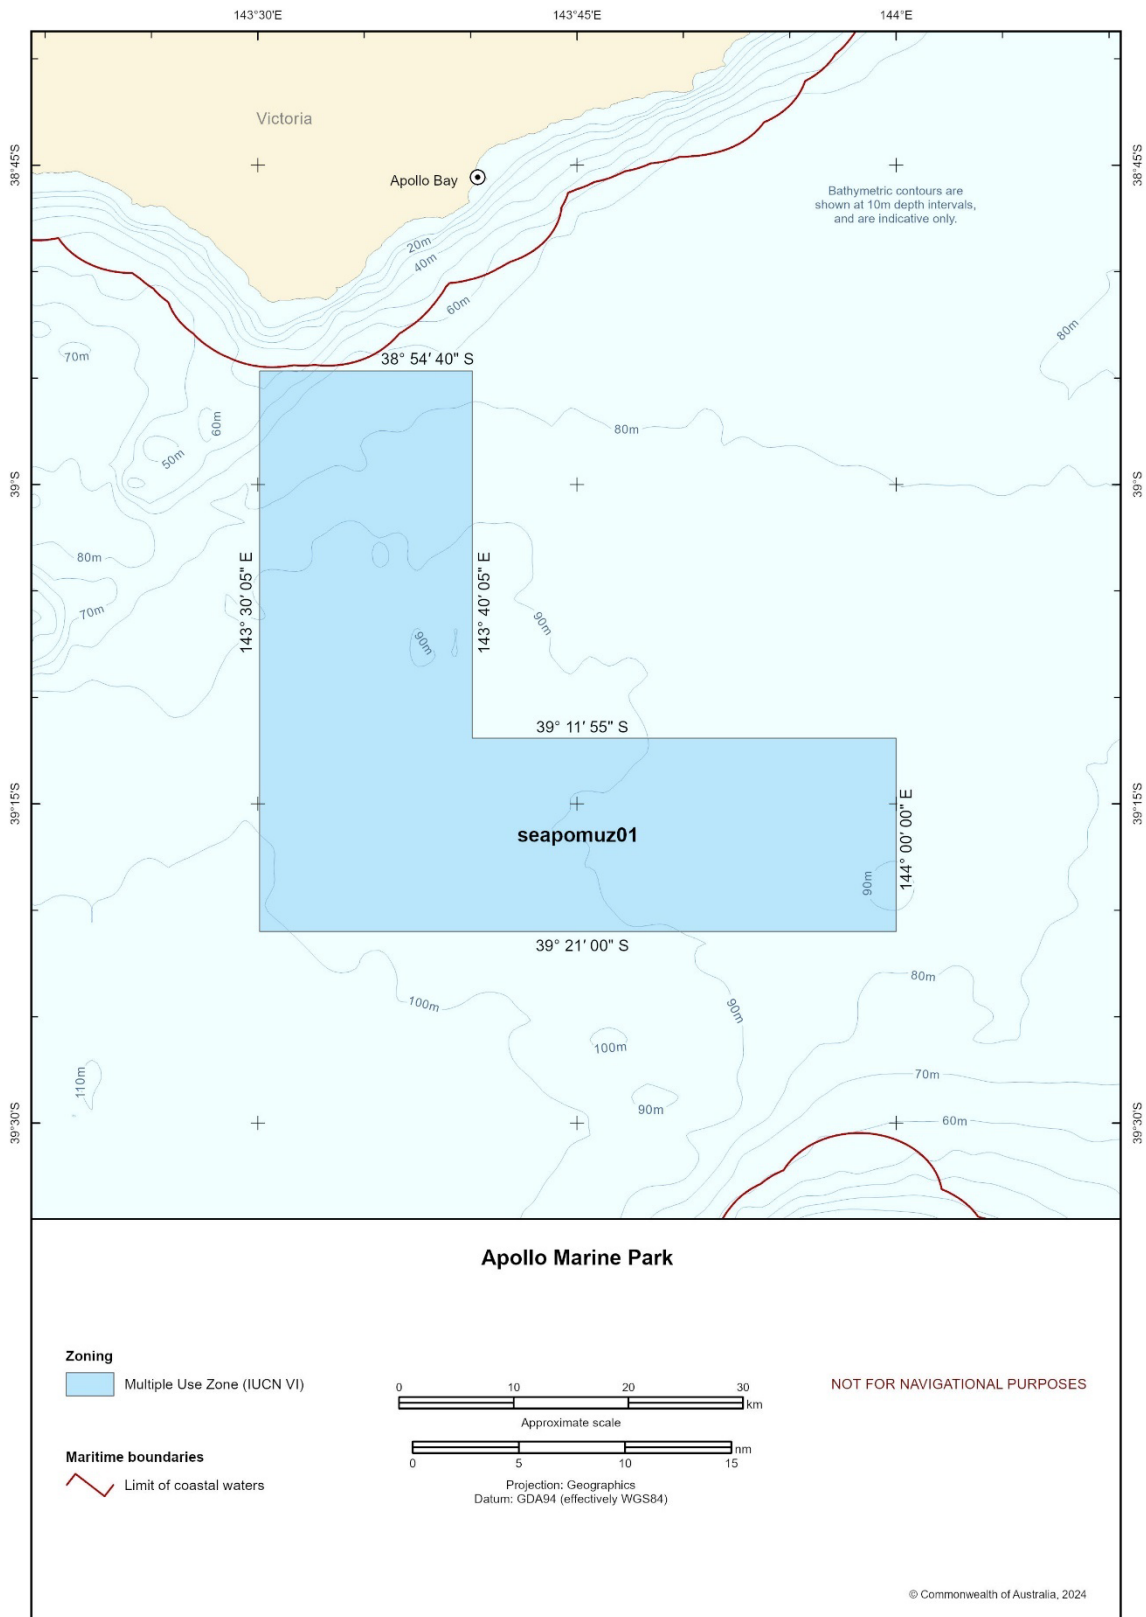 143°30'E
143°45'E
144°E
Victoria
38°45'S
38°45'S
Apollo Bay
Bathymetric contours are
shown at 10m depth intervals,
and are indicative only.
20m
40m
60m
80m
70m
38° 54′ 40" S
60m
80m
50m
39°S
39°S
80m
143° 30′ 05" E
143° 40′ 05" E
70m
90m
90m
39° 11′ 55" S
39°15'S
39°15'S
144° 00′ 00" E
seapomuz01
90m
39° 21′ 00" S
80m
100m
90m
100m
110m
70m
90m
60m
39°30'S
39°30'S
Apollo Marine Park
Zoning
Multiple Use Zone (IUCN VI)
0 10 20 30
km
Approximate scale
nm
0 5 10 15
Projection: Geographics
Datum: GDA94 (effectively WGS84)
NOT FOR NAVIGATIONAL PURPOSES
Maritime boundaries
Limit of coastal waters
© Commonwealth of Australia, 2024